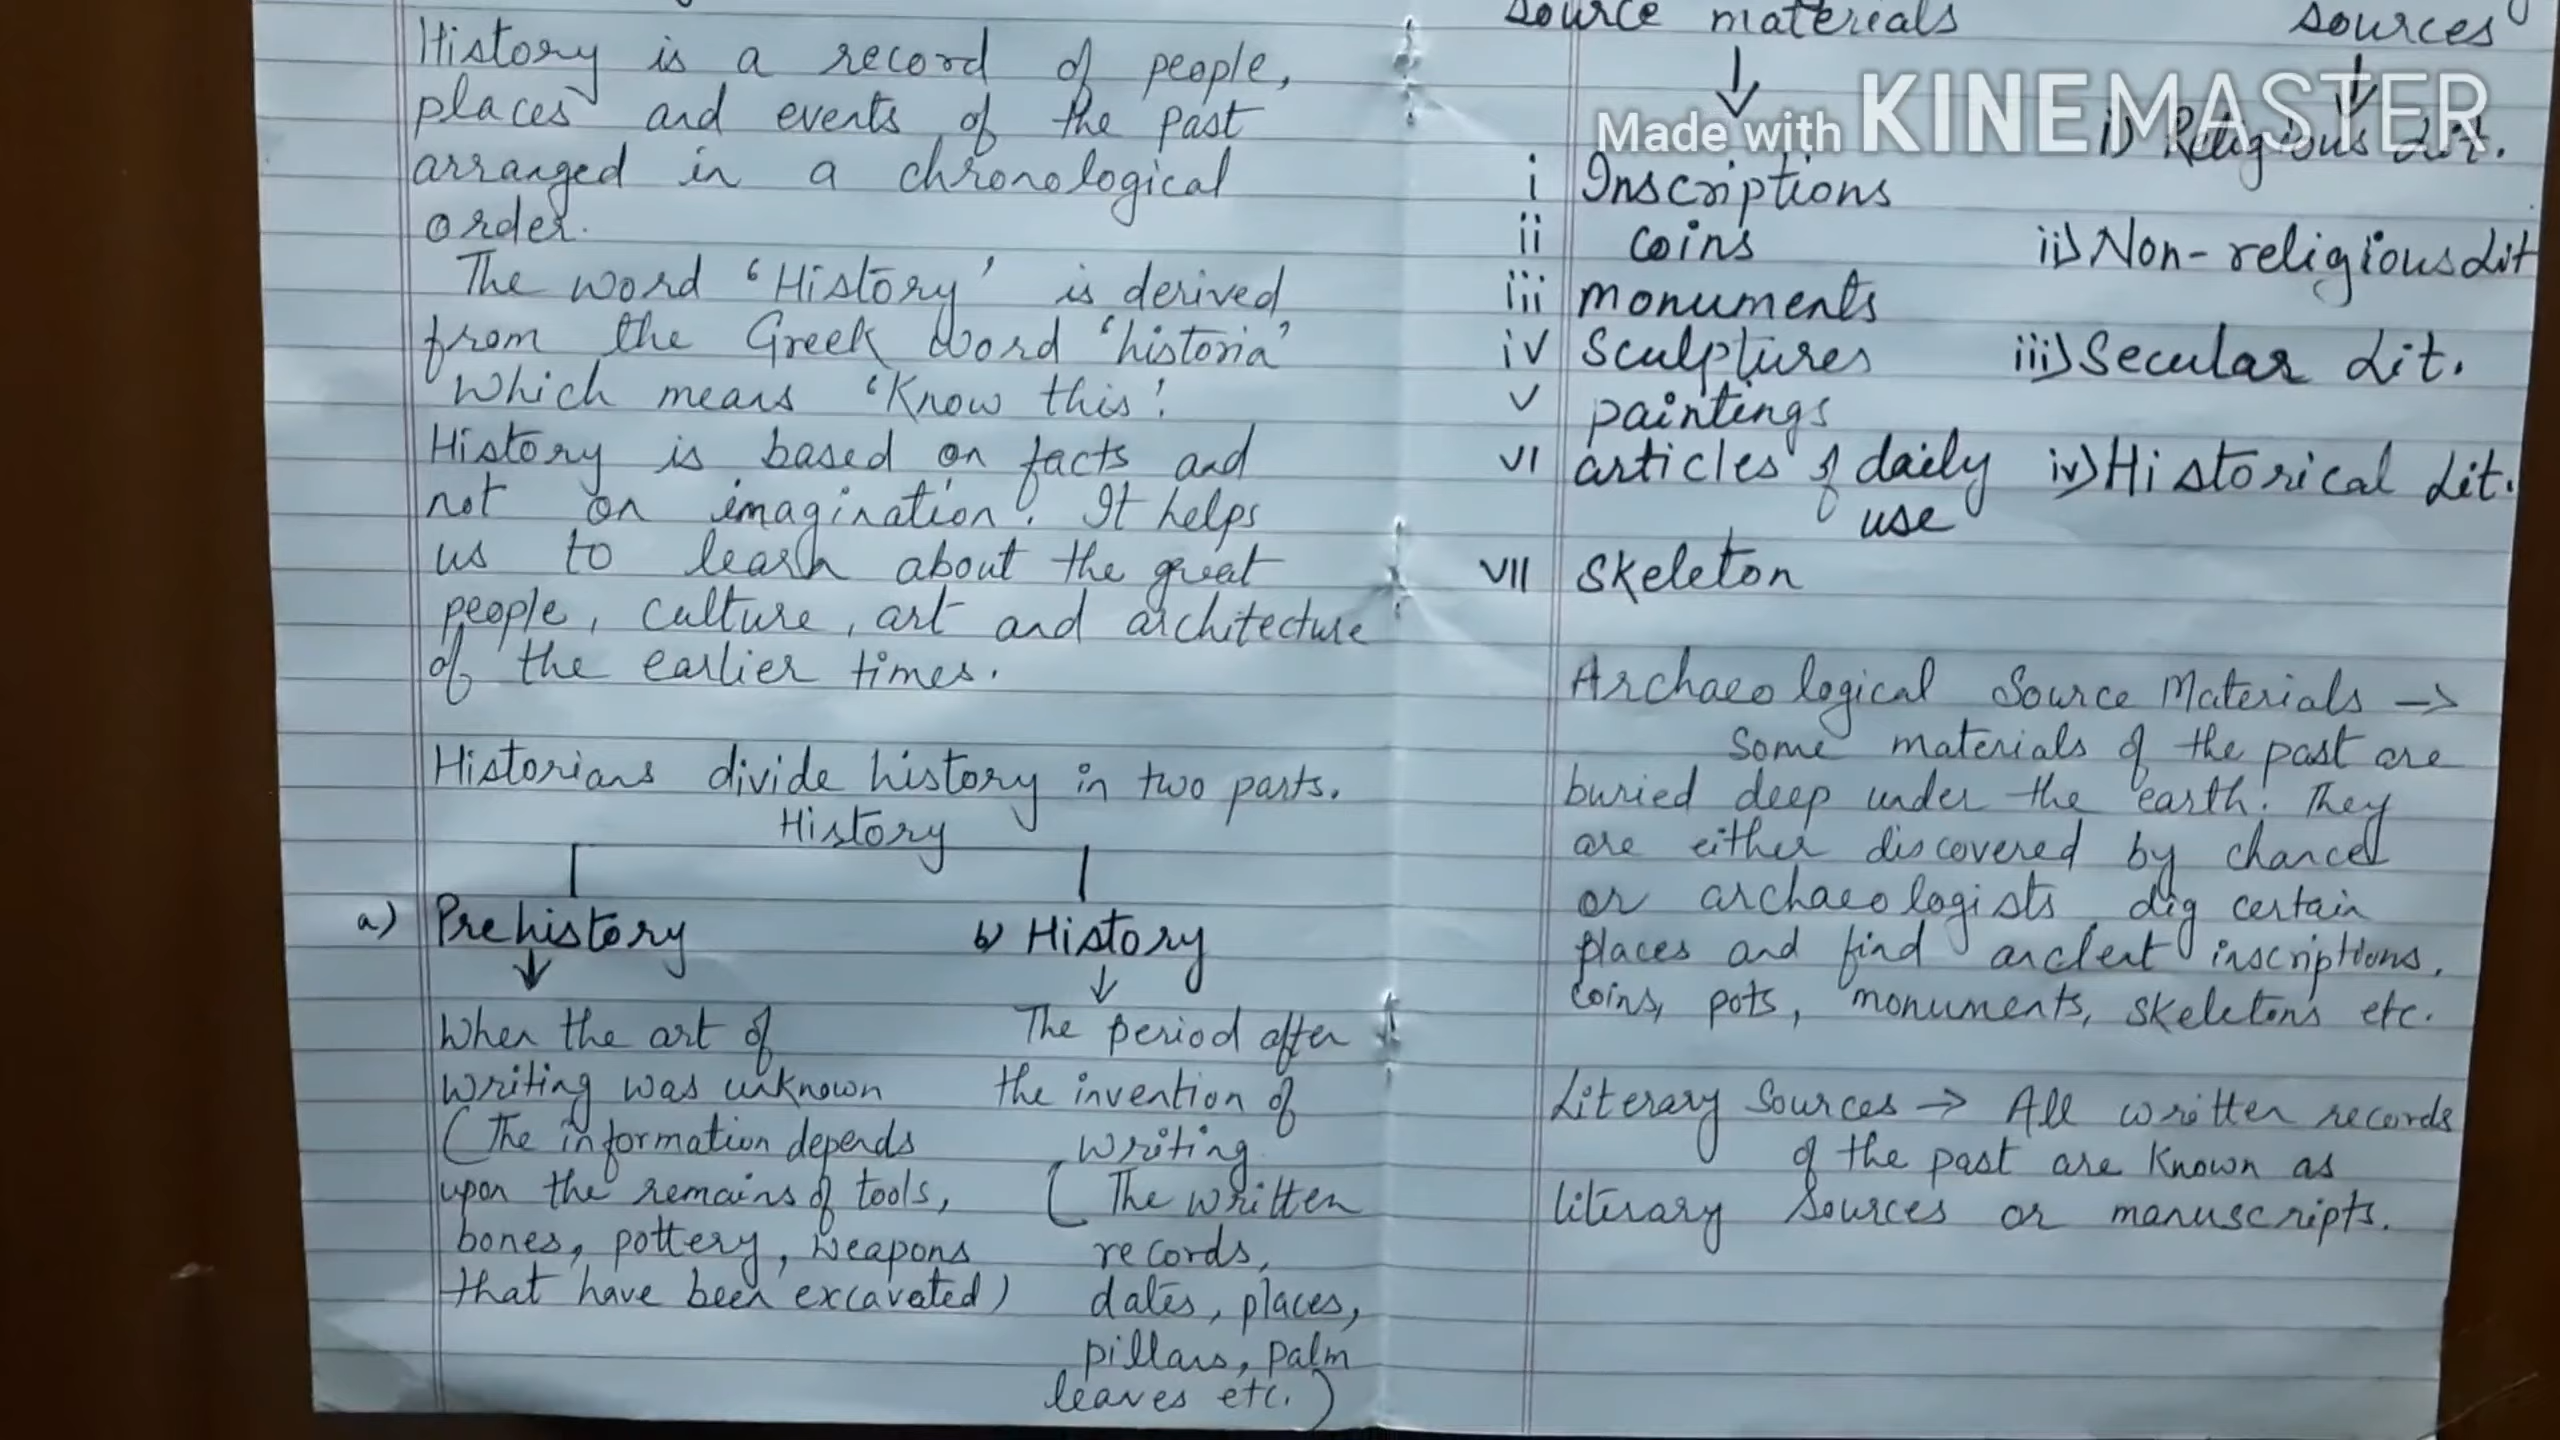 History is a record of people,
places and events of the past
arranged in a chronological
order.
The word 'History' is derived
from the Greek word 'historia'
Which means 'Know this'.
History is based on facts and
not on imagination. It helps
us to learn about the great
people, culture, art and architecture
of the earlier times.
Historians divide history in two parts.
History
a) Prehistory
When the art of
writing was unknown
(The information depends
upon the remains of tools,
bones, pottery, weapons
that have been excavated)
b) History
The period after
the invention of
writing.
(The written
records,
dates, places,
pillars, palm
leaves etc.)
Source materials
i Inscriptions
ii coins
iii monuments
iv Sculptures
v paintings
VI articles of daily
use
VII Skeleton
sources
i) Religious Lit.
ii) Non-religious Lit
iii) Secular Lit.
iv) Historical Lit.
Archaeological Source Materials →
Some materials of the past are
buried deep under the earth. They
are either discovered by chance
or archaeologists dig certain
places and find ancient inscriptions,
coins, pots, monuments, skeletons etc.
Literary Sources → All written records
of the past are known as
literary sources or manuscripts.
Made with KINEMASTER